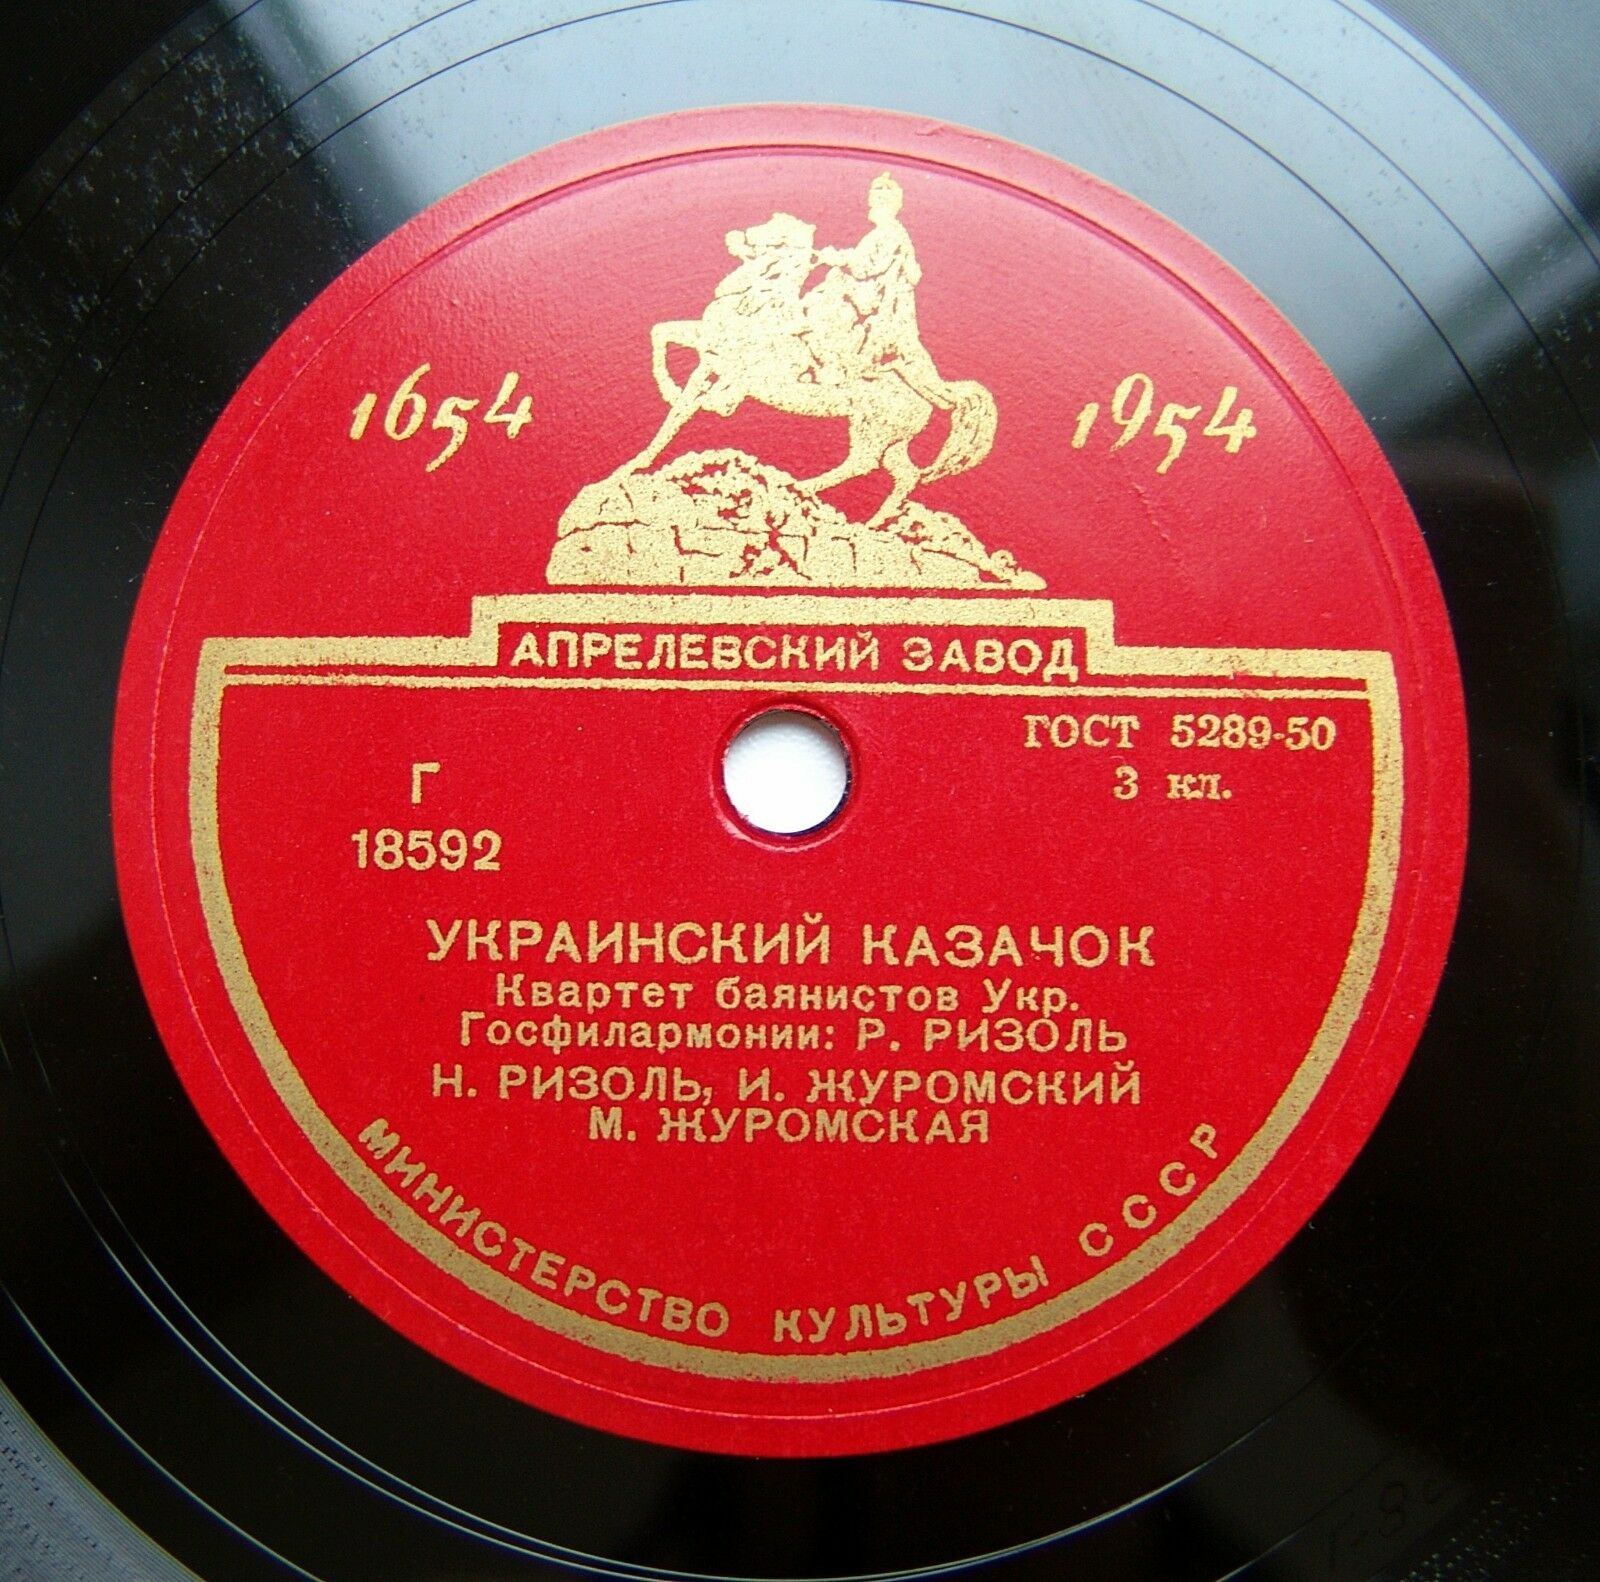 1654
1954
АПРЕЛЕВСКИЙ ЗАВОД
ГОСТ 5289-50
3 кл.
Г
18592
УКРАИНСКИЙ КАЗАЧОК
Квартет баянистов Укр.
Госфилармонии: Р. РИЗОЛЬ
Н. РИЗОЛЬ, И. ЖУРОМСКИЙ
М. ЖУРОМСКАЯ
МИНИСТЕРСТВО КУЛЬТУРЫ СССР